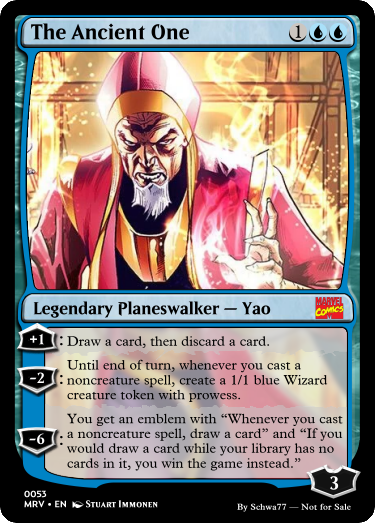 The Ancient One 1
Legendary Planeswalker — Yao MARVEL COMICS
+1: Draw a card, then discard a card.
Until end of turn, whenever you cast a
-2: noncreature spell, create a 1/1 blue Wizard
creature token with prowess.
You get an emblem with “Whenever you cast
-6: a noncreature spell, draw a card” and “If you
would draw a card while your library has no
cards in it, you win the game instead.”
3
0053
MRV • EN Stuart Immonen
By Schwa77 — Not for Sale